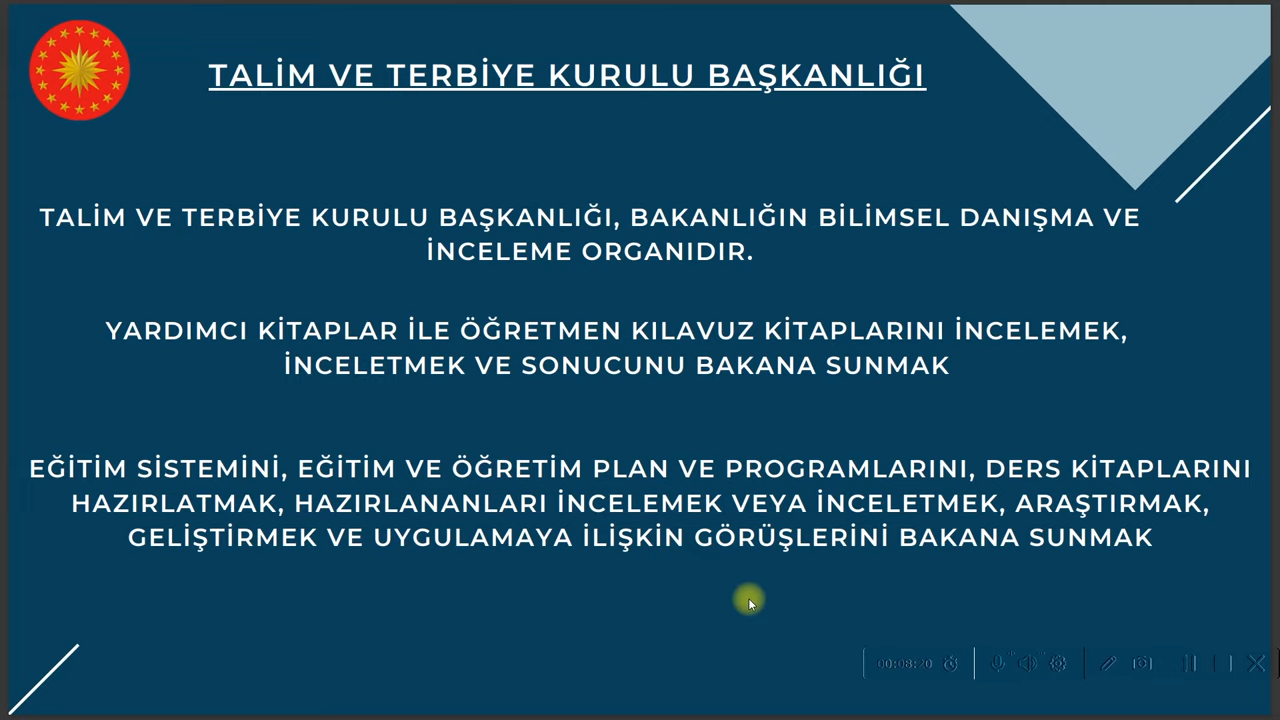 TALİM VE TERBİYE KURULU BAŞKANLIĞI
TALİM VE TERBİYE KURULU BAŞKANLIĞI, BAKANLIĞIN BİLİMSEL DANIŞMA VE
İNCELEME ORGANIDIR.
YARDIMCI KİTAPLAR İLE ÖĞRETMEN KILAVUZ KİTAPLARINI İNCELEMEK,
İNCELETMEK VE SONUCUNU BAKANA SUNMAK
EĞİTİM SİSTEMİNİ, EĞİTİM VE ÖĞRETİM PLAN VE PROGRAMLARINI, DERS KİTAPLARINI
HAZIRLATMAK, HAZIRLANANLARI İNCELEMEK VEYA İNCELETMEK, ARAŞTIRMAK,
GELİŞTİRMEK VE UYGULAMAYA İLİŞKİN GÖRÜŞLERİNİ BAKANA SUNMAK
00:08:20